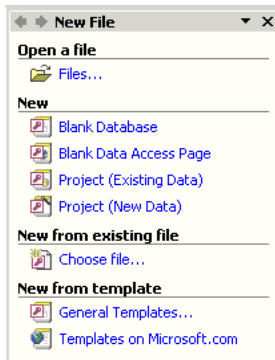 New File
Open a file
Files...
New
Blank Database
Blank Data Access Page
Project (Existing Data)
Project (New Data)
New from existing file
Choose file...
New from template
General Templates...
Templates on Microsoft.com